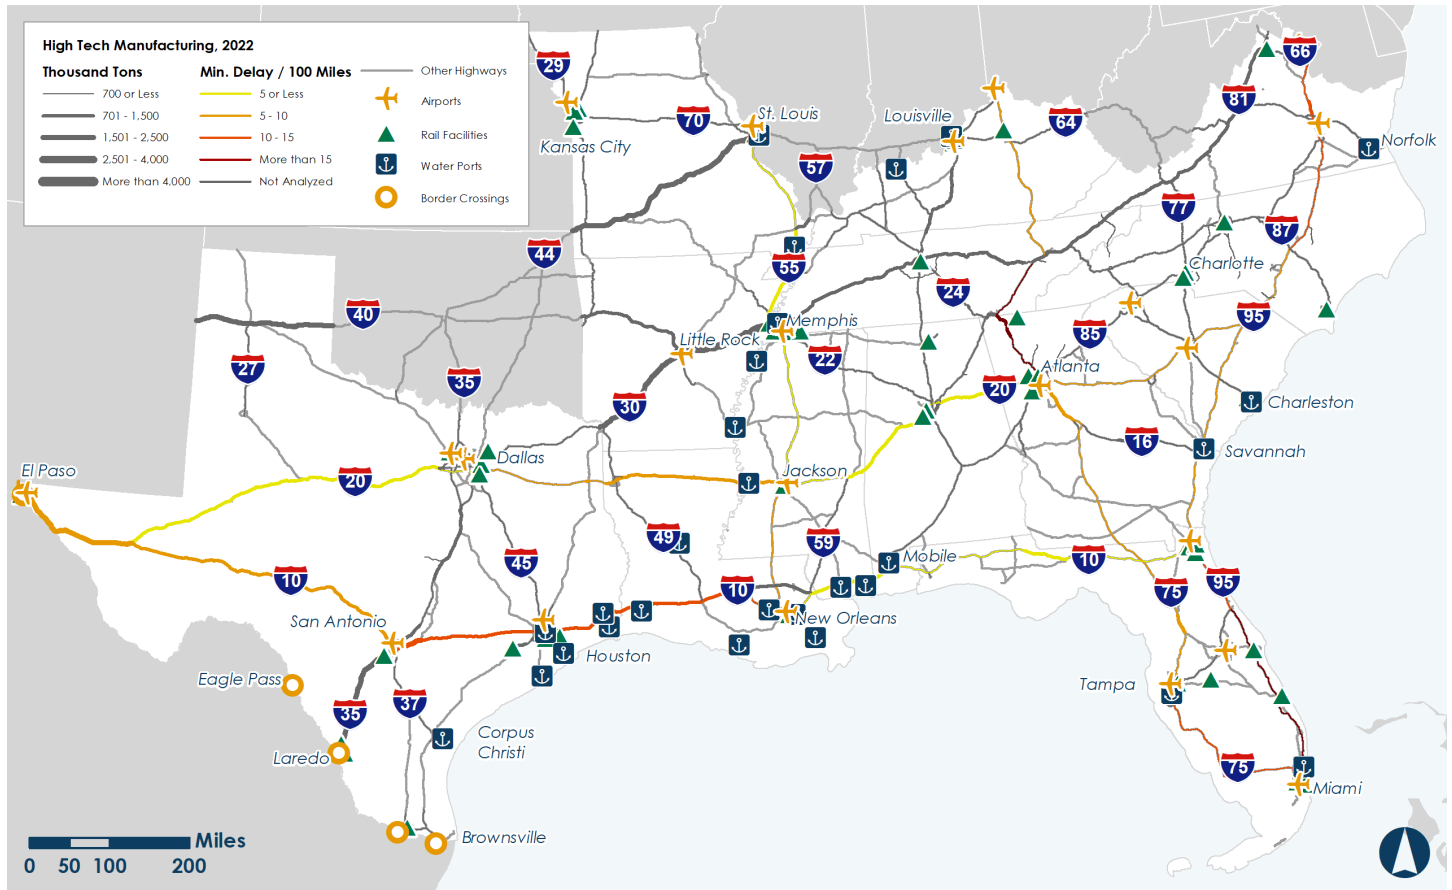 High Tech Manufacturing, 2022
Thousand Tons
Min. Delay / 100 Miles
Other Highways
700 or Less
5 or Less
Airports
701 - 1,500
5 - 10
Rail Facilities
1,501 - 2,500
10 - 15
Water Ports
2,501 - 4,000
More than 15
More than 4,000
Not Analyzed
Border Crossings
29
66
81
70
St. Louis
Louisville
64
Kansas City
Norfolk
57
77
87
44
55
Charlotte
24
40
Memphis
95
Little Rock
85
22
27
Atlanta
35
20
30
Charleston
16
Savannah
Dallas
El Paso
20
Jackson
49
59
Mobile
10
45
10
10
75
95
San Antonio
New Orleans
Houston
Eagle Pass
Tampa
35
37
Corpus
Christi
Laredo
75
Miami
Brownsville
Miles
0 50 100 200